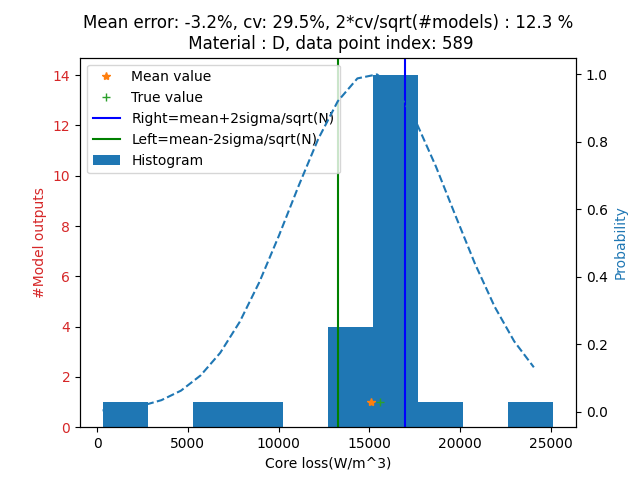 Mean error: -3.2%, cv: 29.5%, 2*cv/sqrt(#models) : 12.3 %
Material : D, data point index: 589
Mean value
True value
Right=mean+2sigma/sqrt(N)
Left=mean-2sigma/sqrt(N)
Histogram
#Model outputs
14
12
10
8
6
4
2
0
1.0
0.8
0.6
0.4
0.2
0.0
Probability
0 5000 10000 15000 20000 25000
Core loss(W/m^3)